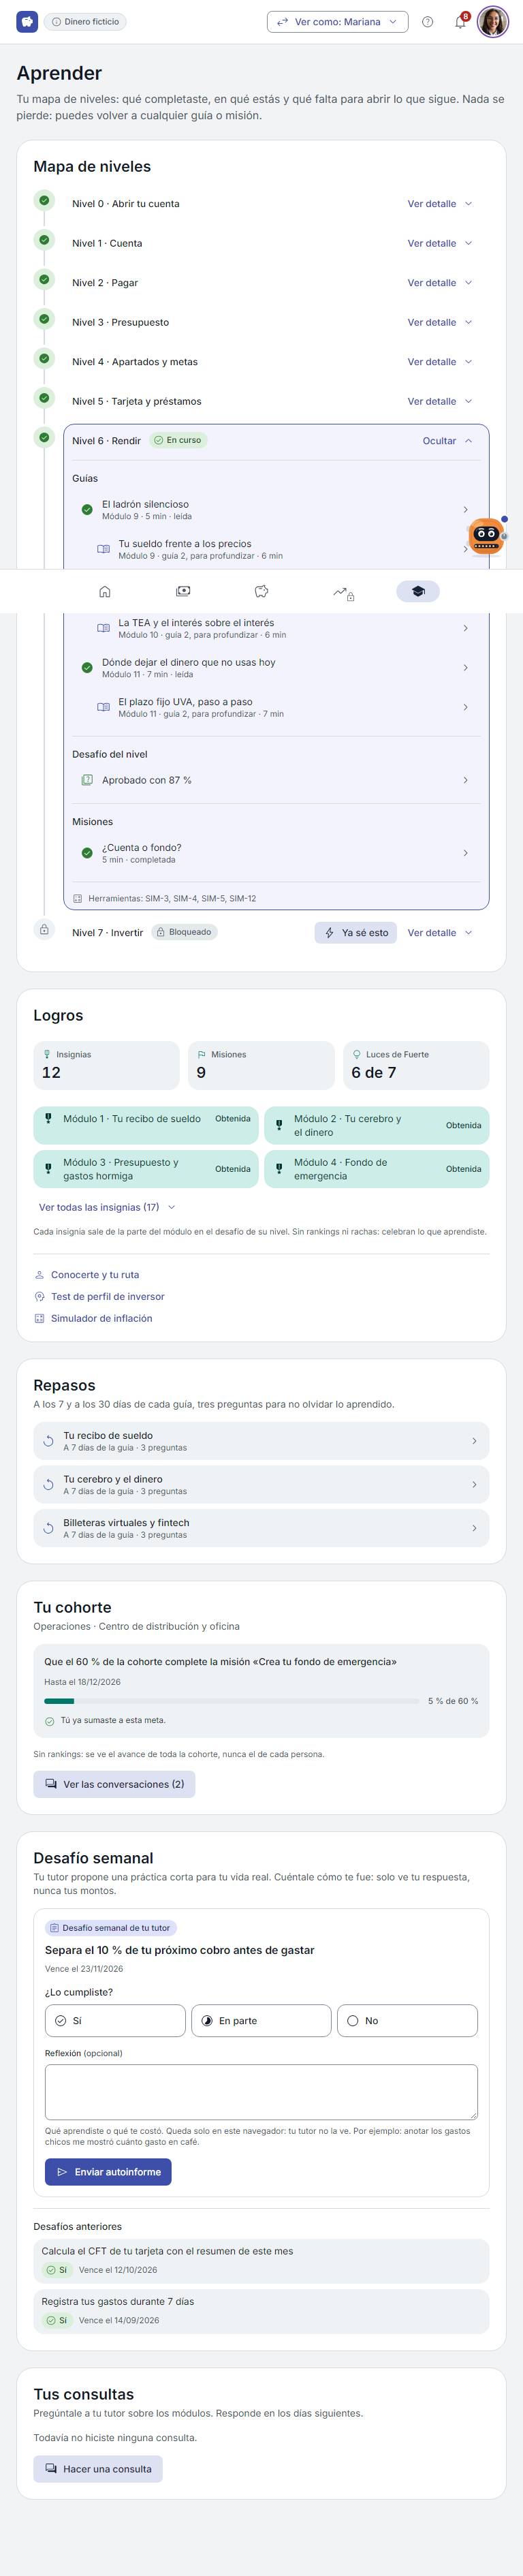 Dinero ficticio
Ver como: Mariana
8
Aprender
Tu mapa de niveles: qué completaste, en qué estás y qué falta para abrir lo que sigue. Nada se
pierde: puedes volver a cualquier guía o misión.
Mapa de niveles
Nivel 0 · Abrir tu cuenta
Ver detalle
Nivel 1 · Cuenta
Ver detalle
Nivel 2 · Pagar
Ver detalle
Nivel 3 · Presupuesto
Ver detalle
Nivel 4 · Apartados y metas
Ver detalle
Nivel 5 · Tarjeta y préstamos
Ver detalle
Nivel 6 · Rendir
En curso
Ocultar
Guías
El ladrón silencioso
Módulo 9 · 5 min · leída
Tu sueldo frente a los precios
Módulo 9 · guía 2, para profundizar · 6 min
La TEA y el interés sobre el interés
Módulo 10 · guía 2, para profundizar · 6 min
Dónde dejar el dinero que no usas hoy
Módulo 11 · 7 min · leída
El plazo fijo UVA, paso a paso
Módulo 11 · guía 2, para profundizar · 7 min
Desafío del nivel
Aprobado con 87 %
Misiones
¿Cuenta o fondo?
5 min · completada
Herramientas: SIM-3, SIM-4, SIM-5, SIM-12
Nivel 7 · Invertir
Bloqueado
Ya sé esto
Ver detalle
Logros
Insignias
12
Misiones
9
Luces de Fuerte
6 de 7
Módulo 1 · Tu recibo de sueldo
Obtenida
Módulo 2 · Tu cerebro y
el dinero
Obtenida
Módulo 3 · Presupuesto y
gastos hormiga
Obtenida
Módulo 4 · Fondo de
emergencia
Obtenida
Ver todas las insignias (17)
Cada insignia sale de la parte del módulo en el desafío de su nivel. Sin rankings ni rachas: celebran lo que aprendiste.
Conocerte y tu ruta
Test de perfil de inversor
Simulador de inflación
Repasos
A los 7 y a los 30 días de cada guía, tres preguntas para no olvidar lo aprendido.
Tu recibo de sueldo
A 7 días de la guía · 3 preguntas
Tu cerebro y el dinero
A 7 días de la guía · 3 preguntas
Billeteras virtuales y fintech
A 7 días de la guía · 3 preguntas
Tu cohorte
Operaciones · Centro de distribución y oficina
Que el 60 % de la cohorte complete la misión «Crea tu fondo de emergencia»
Hasta el 18/12/2026
5 % de 60 %
Tú ya sumaste a esta meta.
Sin rankings: se ve el avance de toda la cohorte, nunca el de cada persona.
Ver las conversaciones (2)
Desafío semanal
Tu tutor propone una práctica corta para tu vida real. Cuéntale cómo te fue: solo ve tu respuesta,
nunca tus montos.
Desafío semanal de tu tutor
Separa el 10 % de tu próximo cobro antes de gastar
Vence el 23/11/2026
¿Lo cumpliste?
Sí
En parte
No
Reflexión (opcional)
Qué aprendiste o qué te costó. Queda solo en este navegador: tu tutor no la ve. Por ejemplo: anotar los gastos
chicos me mostró cuánto gasto en café.
Enviar autoinforme
Desafíos anteriores
Calcula el CFT de tu tarjeta con el resumen de este mes
Sí
Vence el 12/10/2026
Registra tus gastos durante 7 días
Sí
Vence el 14/09/2026
Tus consultas
Pregúntale a tu tutor sobre los módulos. Responde en los días siguientes.
Todavía no hiciste ninguna consulta.
Hacer una consulta